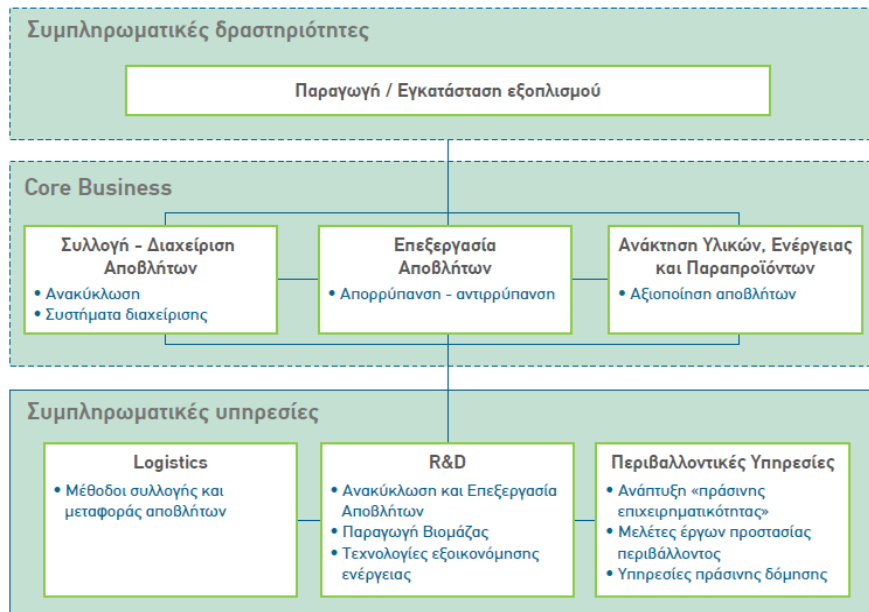 Συμπληρωματικές δραστηριότητες
Παραγωγή / Εγκατάσταση εξοπλισμού
Core Business
Συλλογή - Διαχείριση
Αποβλήτων
• Ανακύκλωση
• Συστήματα διαχείρισης
Επεξεργασία
Αποβλήτων
• Απορρύπανση - αντιρρύπανση
Ανάκτηση Υλικών, Ενέργειας
και Παραπροϊόντων
• Αξιοποίηση αποβλήτων
Συμπληρωματικές υπηρεσίες
Logistics
• Μέθοδοι συλλογής και
μεταφοράς αποβλήτων
R&D
• Ανακύκλωση και Επεξεργασία
Αποβλήτων
• Παραγωγή Βιομάζας
• Τεχνολογίες εξοικονόμησης
ενέργειας
Περιβαλλοντικές Υπηρεσίες
• Ανάπτυξη «πράσινης
επιχειρηματικότητας»
• Μελέτες έργων προστασίας
περιβάλλοντος
• Υπηρεσίες πράσινης δόμησης